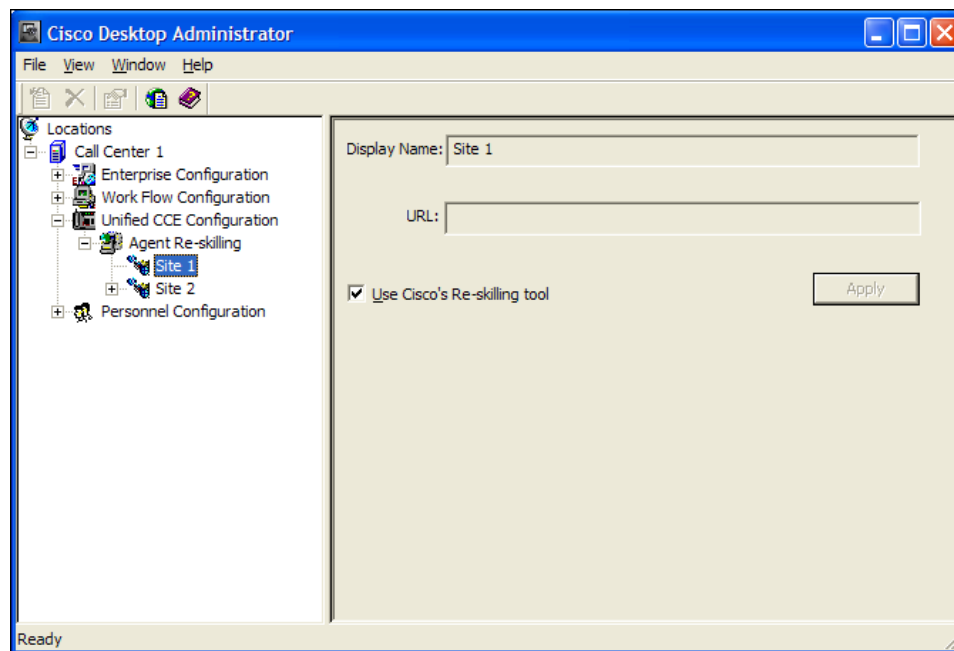 Cisco Desktop Administrator
File View Window Help
Locations
Call Center 1
Enterprise Configuration
Work Flow Configuration
Unified CCE Configuration
Agent Re-skilling
Site 1
Site 2
Personnel Configuration
Display Name: Site 1
URL:
Use Cisco's Re-skilling tool
Apply
Ready